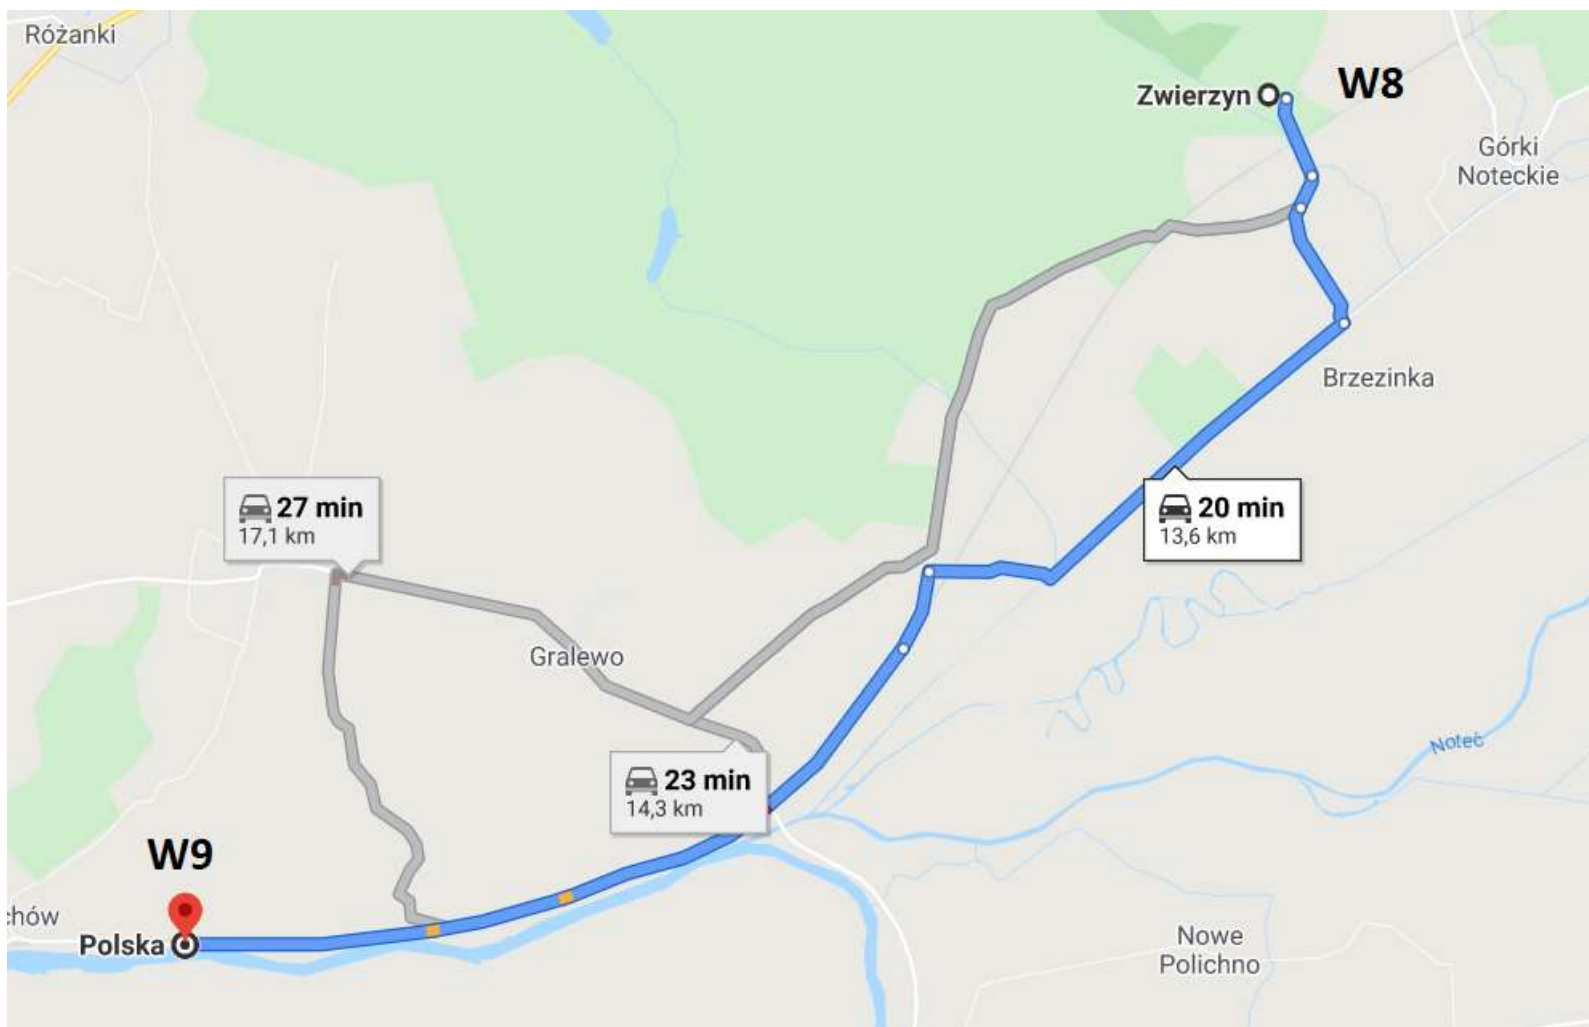 Różanki
Zwierzyn
W8
Górki
Noteckie
Brzezinka
27 min
17,1 km
20 min
13,6 km
Gralewo
Noteć
23 min
14,3 km
W9
chów
Polska
Nowe
Polichno